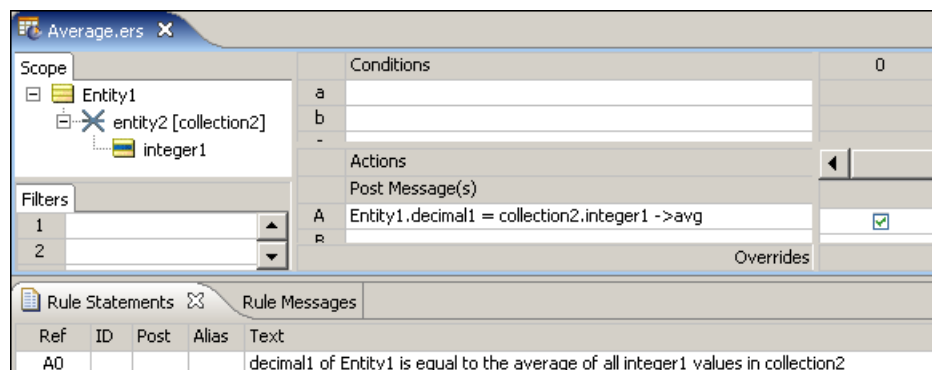 Average.ers
Scope
Conditions
0
Entity1
a
entity2 [collection2]
b
integer1
Actions
Post Message(s)
Filters
1
A
Entity1.decimal1 = collection2.integer1 ->avg
2
B
Overrides
Rule Statements
Rule Messages
Ref ID Post Alias Text
A0 decimal1 of Entity1 is equal to the average of all integer1 values in collection2